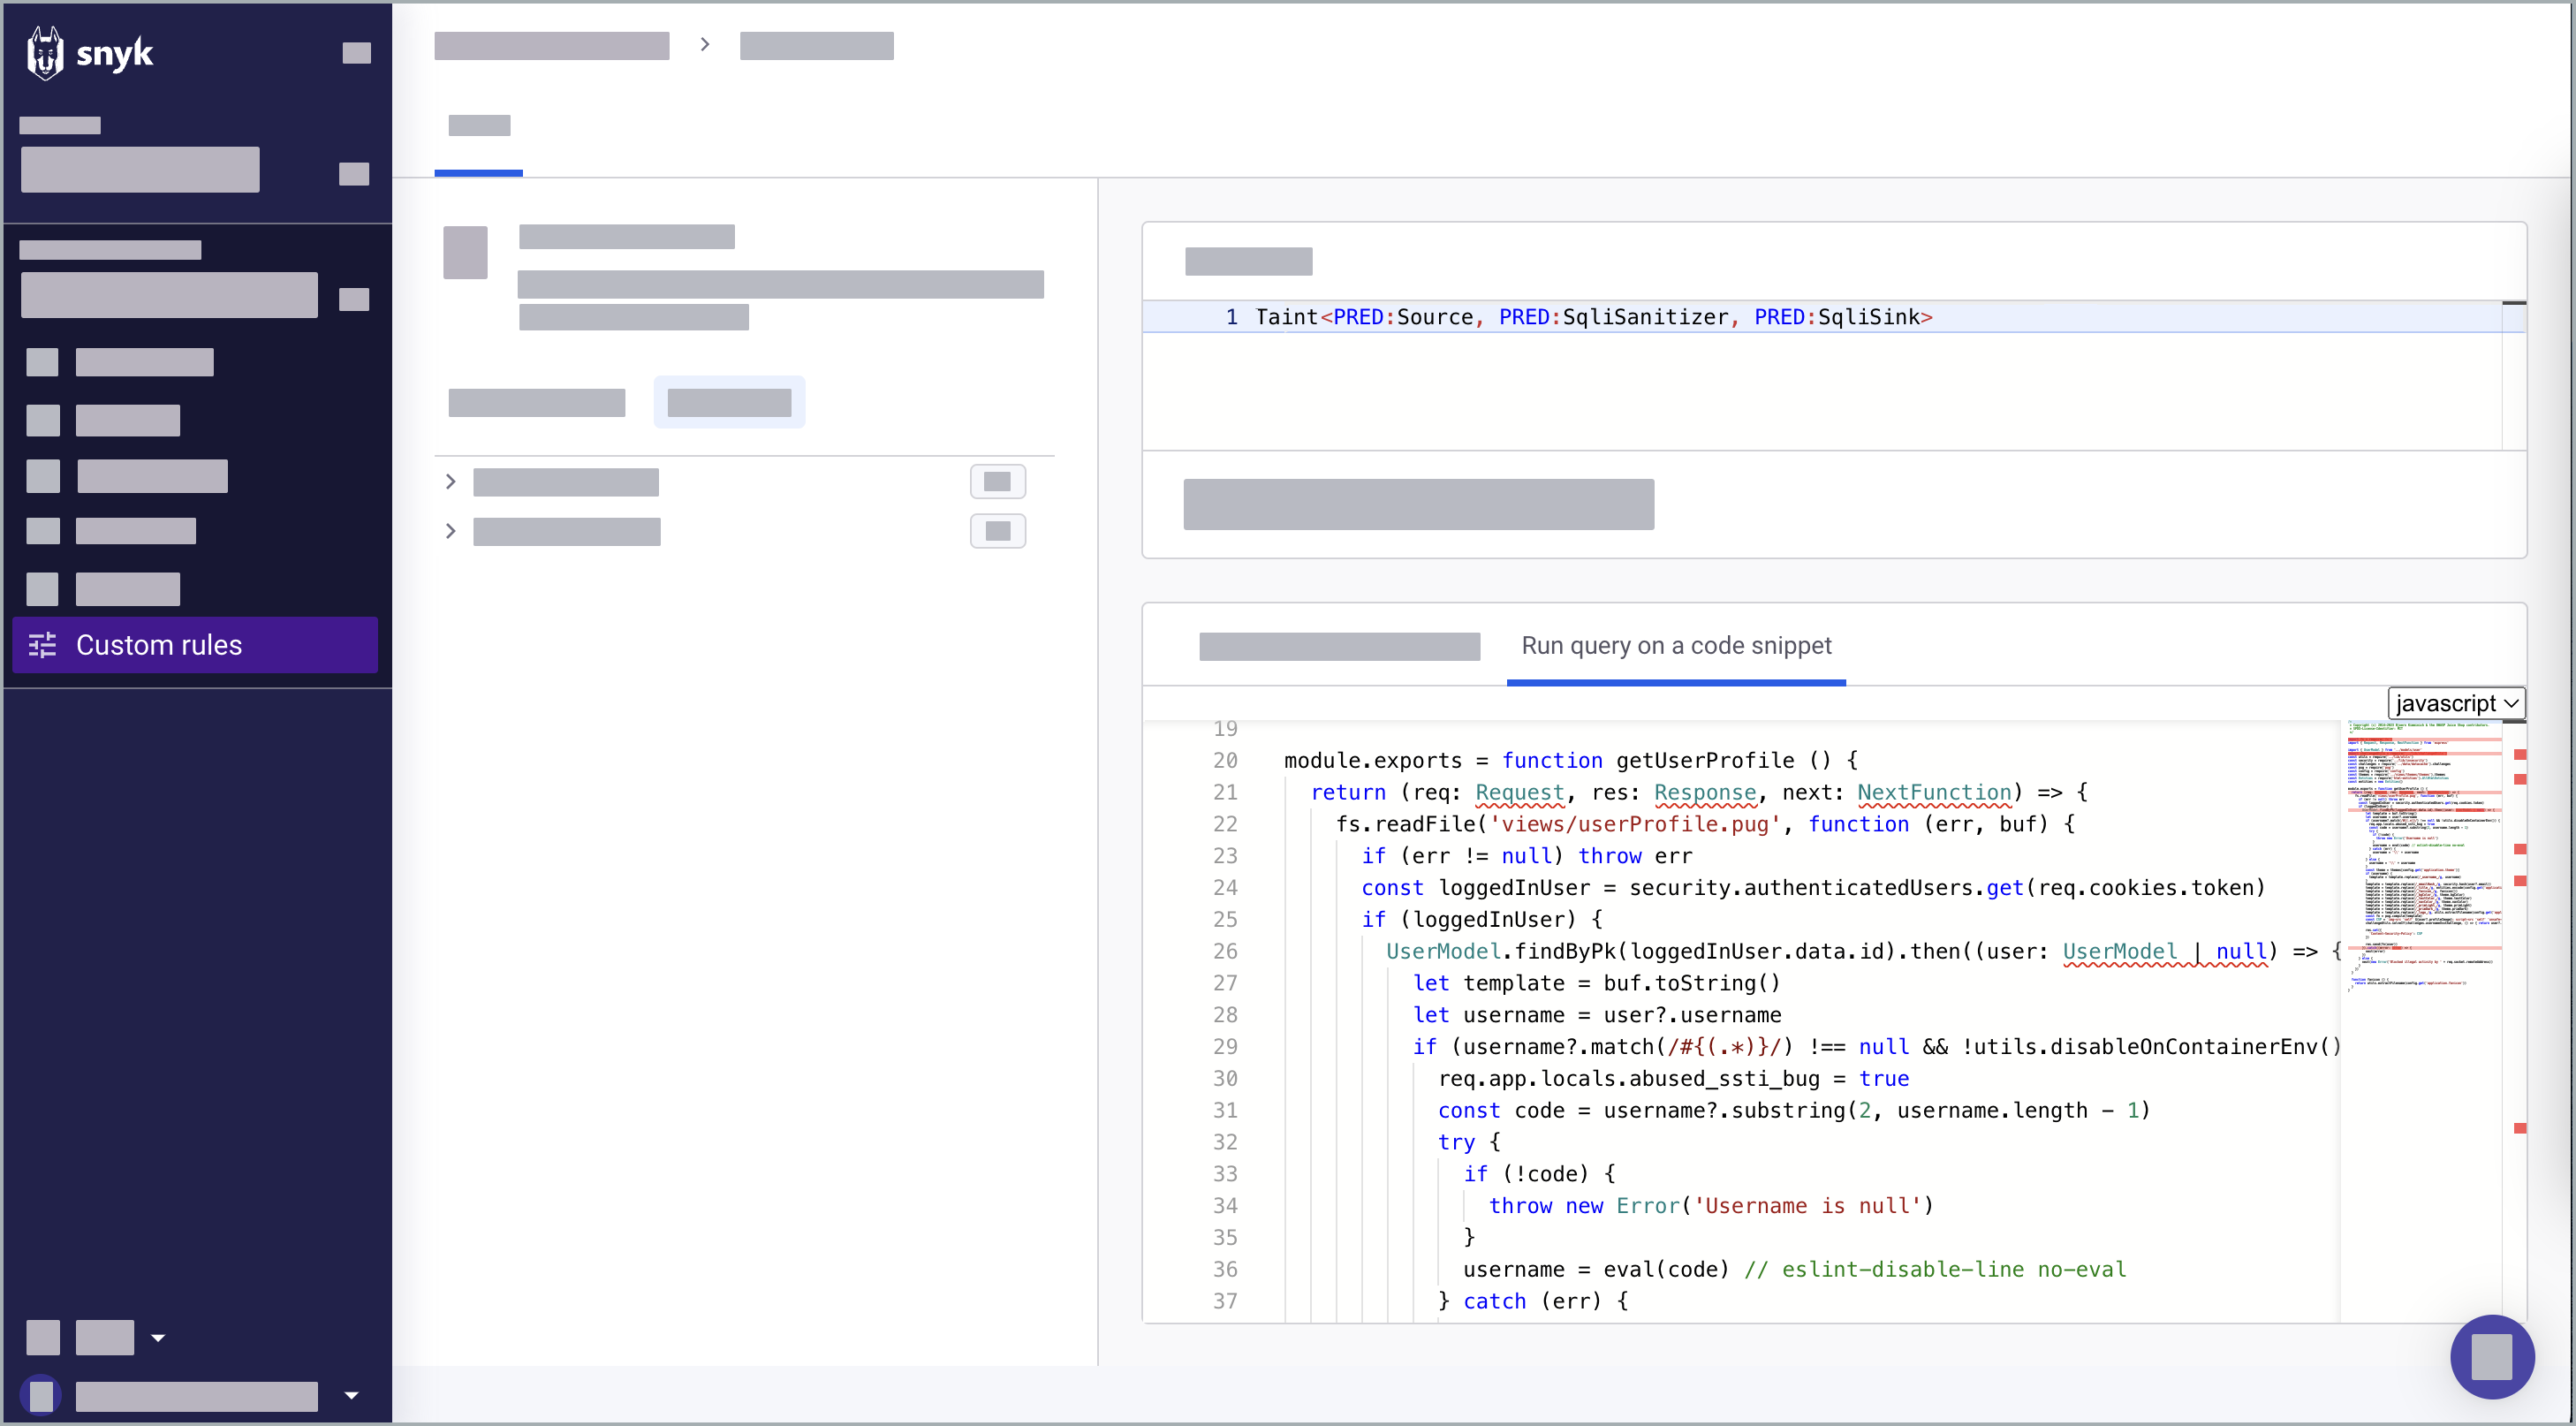 snyk
Custom rules
1 Taint<PRED:Source, PRED:SqliSanitizer, PRED:SqliSink>
Run query on a code snippet
javascript
19
20 module.exports = function getUserProfile () {
21 return (req: Request, res: Response, next: NextFunction) => {
22 fs.readFile('views/userProfile.pug', function (err, buf) {
23 if (err != null) throw err
24 const loggedInUser = security.authenticatedUsers.get(req.cookies.token)
25 if (loggedInUser) {
26 UserModel.findByPk(loggedInUser.data.id).then((user: UserModel | null) => {
27 let template = buf.toString()
28 let username = user?.username
29 if (username?.match(/#{(.*)}/) !== null && !utils.disableOnContainerEnv()
30 req.app.locals.abused_ssti_bug = true
31 const code = username?.substring(2, username.length - 1)
32 try {
33 if (!code) {
34 throw new Error('Username is null')
35 }
36 username = eval(code) // eslint-disable-line no-eval
37 } catch (err) {